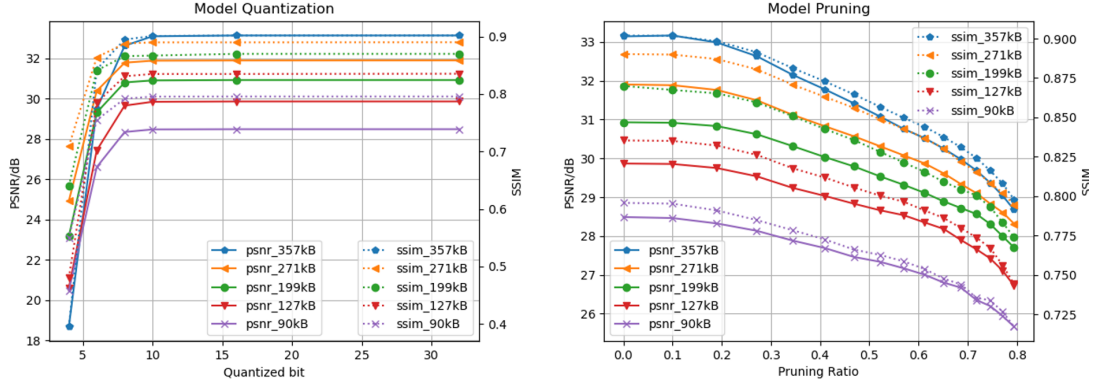 Model Quantization
PSNR/dB
32
30
28
26
24
22
20
18
psnr_357kB
psnr_271kB
psnr_199kB
psnr_127kB
psnr_90kB
ssim_357kB
ssim_271kB
ssim_199kB
ssim_127kB
ssim_90kB
0.9
0.8
0.7
0.6
0.5
0.4
SSIM
5 10 15 20 25 30
Quantized bit
Model Pruning
PSNR/dB
33
32
31
30
29
28
27
26
ssim_357kB
ssim_271kB
ssim_199kB
ssim_127kB
ssim_90kB
psnr_357kB
psnr_271kB
psnr_199kB
psnr_127kB
psnr_90kB
0.900
0.875
0.850
0.825
0.800
0.775
0.750
0.725
SSIM
0.0 0.1 0.2 0.3 0.4 0.5 0.6 0.7 0.8
Pruning Ratio